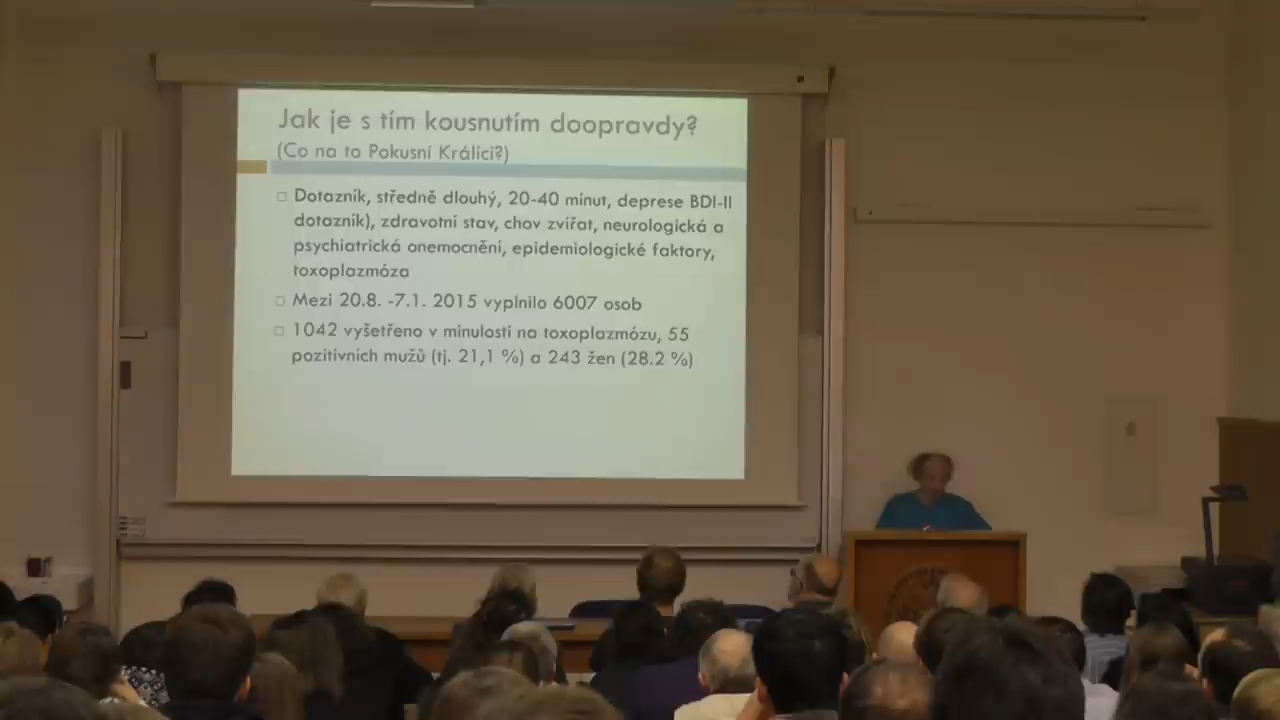 Jak je s tím kousnutím doopravdy?
(Co na to Pokusní Králíci?)
Dotazník, středně dlouhý, 20-40 minut, deprese BDI-II
dotazník), zdravotní stav, chov zvířat, neurologická a
psychiatrická onemocnění, epidemiologické faktory,
toxoplazmóza
Mezi 20.8. -7.1. 2015 vyplnilo 6007 osob
1042 vyšetřeno v minulosti na toxoplazmózu, 55
pozitivních mužů (tj. 21,1 %) a 243 žen (28.2 %)